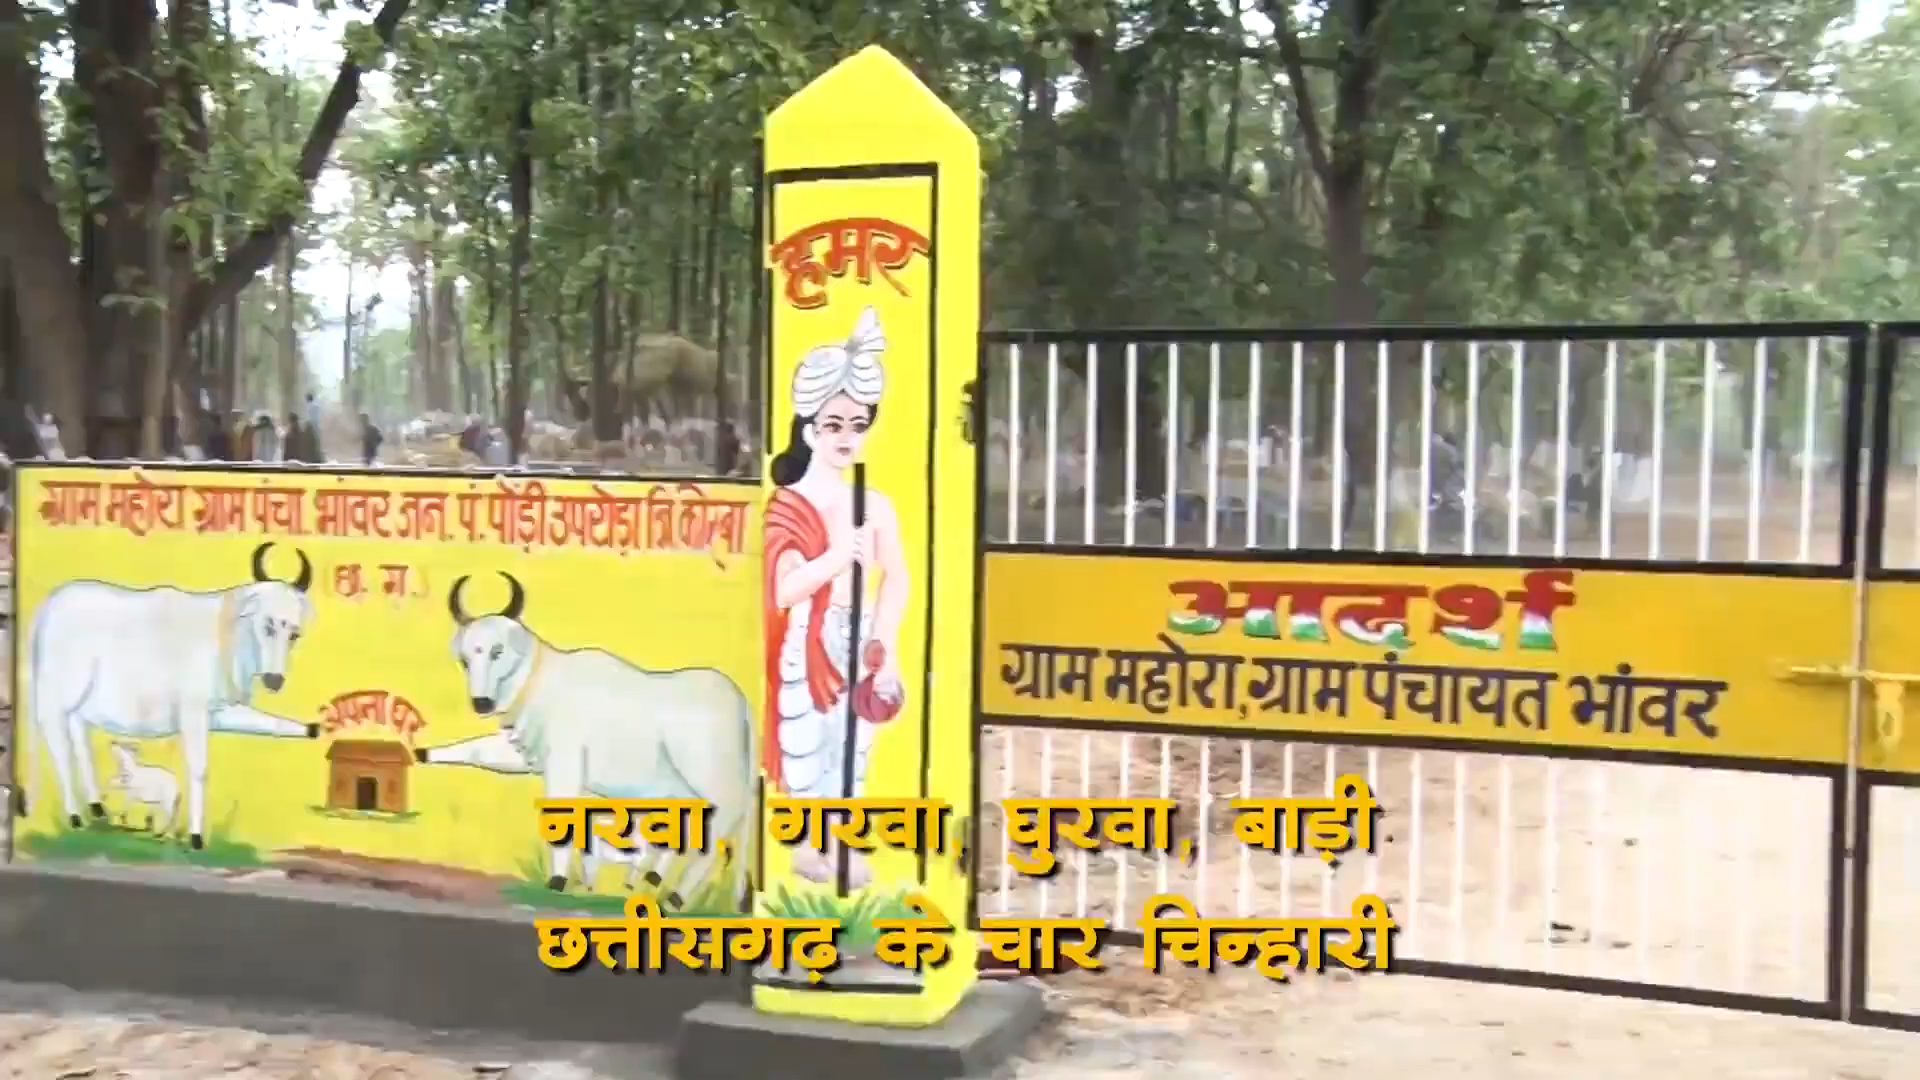 हमर
ग्राम महोरा ग्राम पंचा. भांवर जन. पं. पोंड़ी उपरोड़ा जि कोरबा
(छ. ग.)
अपना घर
आदर्श
ग्राम महोरा, ग्राम पंचायत भांवर
नरवा, गरवा, घुरवा, बाड़ी
छत्तीसगढ़ के चार चिन्हारी